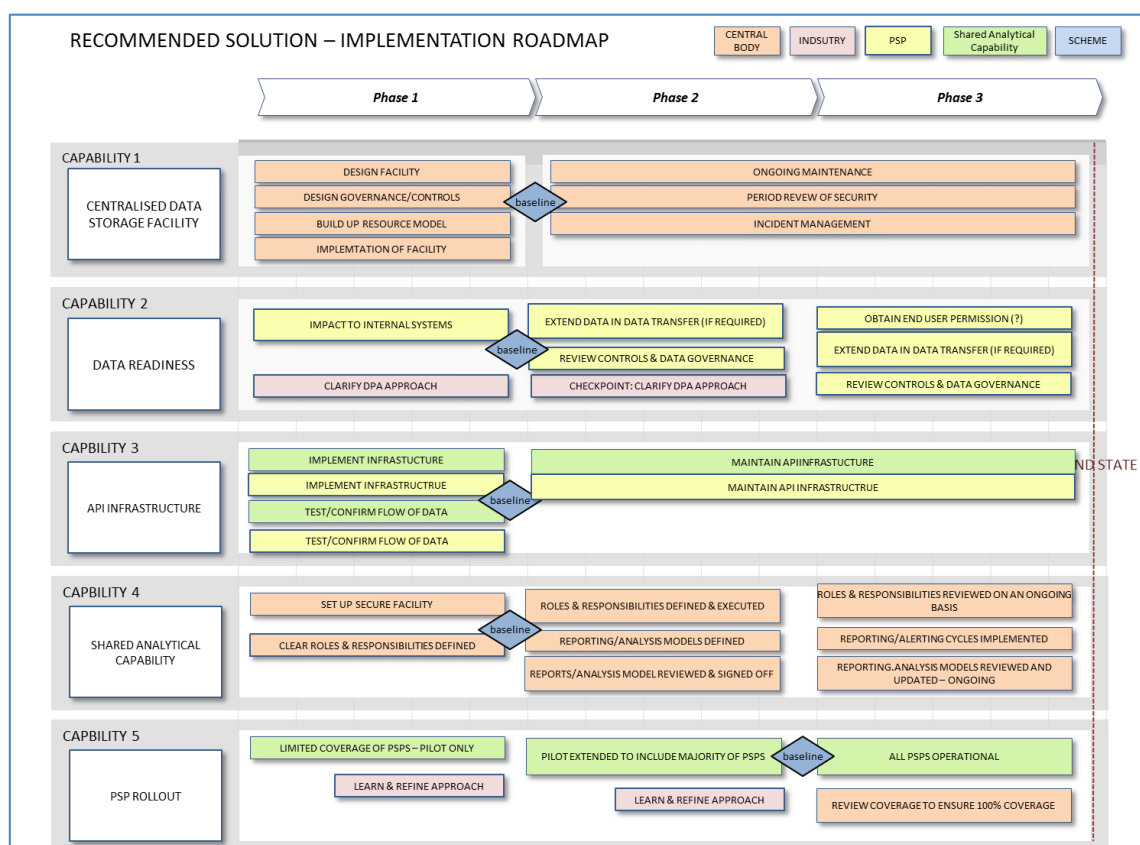 RECOMMENDED SOLUTION – IMPLEMENTATION ROADMAP
CENTRAL
BODY
INDSUTRY
PSP
Shared Analytical
Capability
SCHEME
Phase 1
Phase 2
Phase 3
CAPABILITY 1
CENTRALISED DATA
STORAGE FACILITY
DESIGN FACILITY
DESIGN GOVERNANCE/CONTROLS
BUILD UP RESOURCE MODEL
IMPLEMTATION OF FACILITY
baseline
ONGOING MAINTENANCE
PERIOD REVEW OF SECURITY
INCIDENT MANAGEMENT
CAPABILITY 2
DATA READINESS
IMPACT TO INTERNAL SYSTEMS
CLARIFY DPA APPROACH
baseline
EXTEND DATA IN DATA TRANSFER (IF REQUIRED)
REVIEW CONTROLS & DATA GOVERNANCE
CHECKPOINT: CLARIFY DPA APPROACH
OBTAIN END USER PERMISSION (?)
EXTEND DATA IN DATA TRANSFER (IF REQUIRED)
REVIEW CONTROLS & DATA GOVERNANCE
CAPBILITY 3
API INFRASTRUCTURE
IMPLEMENT INFRASTUCTURE
IMPLEMENT INFRASTRUCTRUE
TEST/CONFIRM FLOW OF DATA
TEST/CONFIRM FLOW OF DATA
baseline
MAINTAIN API INFRASTUCTURE
MAINTAIN API INFRASTRUCTRUE
ND STATE
CAPBILITY 4
SHARED ANALYTICAL
CAPABILITY
SET UP SECURE FACILITY
CLEAR ROLES & RESPONSIBILITIES DEFINED
baseline
ROLES & RESPONSIBILITIES DEFINED & EXECUTED
REPORTING/ANALYSIS MODELS DEFINED
REPORTS/ANALYSIS MODEL REVIEWED & SIGNED OFF
ROLES & RESPONSIBILITIES REVIEWED ON AN ONGOING
BASIS
REPORTING/ALERTING CYCLES IMPLEMENTED
REPORTING.ANALYSIS MODELS REVIEWED AND
UPDATED – ONGOING
CAPBILITY 5
PSP ROLLOUT
LIMITED COVERAGE OF PSPS – PILOT ONLY
LEARN & REFINE APPROACH
PILOT EXTENDED TO INCLUDE MAJORITY OF PSPS
LEARN & REFINE APPROACH
baseline
ALL PSPS OPERATIONAL
REVIEW COVERAGE TO ENSURE 100% COVERAGE